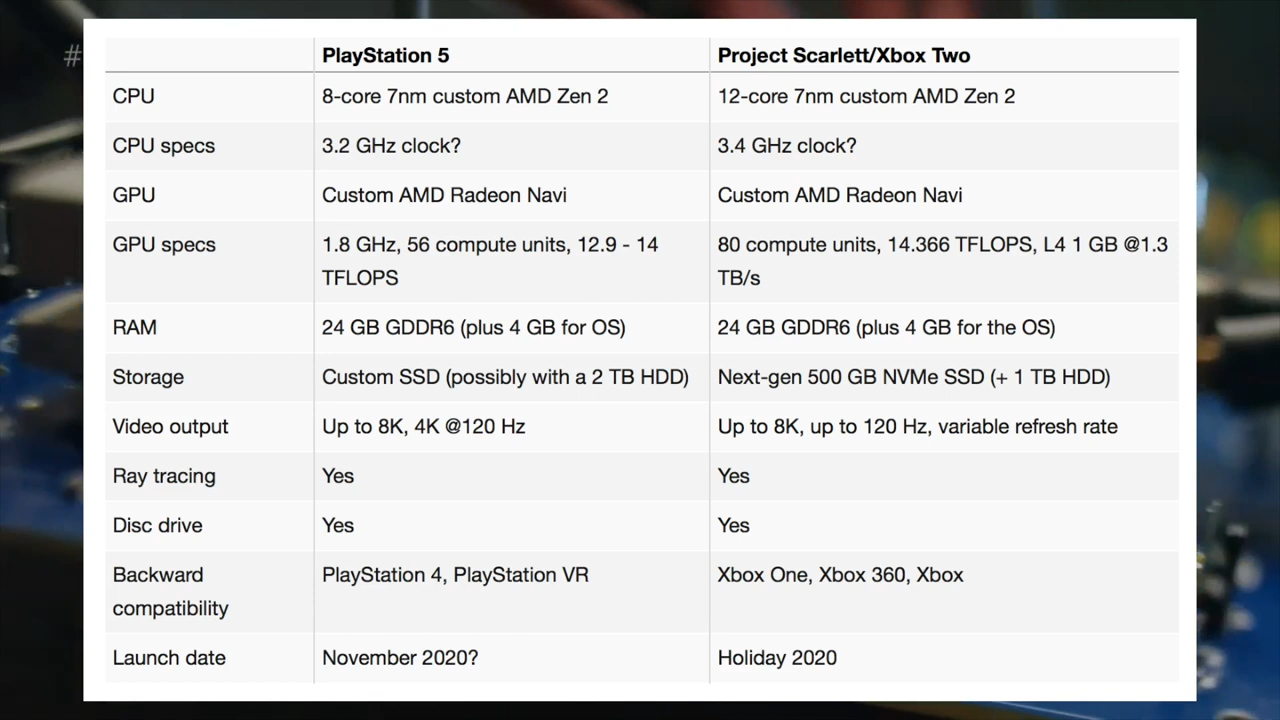 #
PlayStation 5 Project Scarlett/Xbox Two
CPU 8-core 7nm custom AMD Zen 2 12-core 7nm custom AMD Zen 2
CPU specs 3.2 GHz clock? 3.4 GHz clock?
GPU Custom AMD Radeon Navi Custom AMD Radeon Navi
GPU specs 1.8 GHz, 56 compute units, 12.9 - 14 80 compute units, 14.366 TFLOPS, L4 1 GB @1.3
TFLOPS TB/s
RAM 24 GB GDDR6 (plus 4 GB for OS) 24 GB GDDR6 (plus 4 GB for the OS)
Storage Custom SSD (possibly with a 2 TB HDD) Next-gen 500 GB NVMe SSD (+ 1 TB HDD)
Video output Up to 8K, 4K @120 Hz Up to 8K, up to 120 Hz, variable refresh rate
Ray tracing Yes Yes
Disc drive Yes Yes
Backward PlayStation 4, PlayStation VR Xbox One, Xbox 360, Xbox
compatibility
Launch date November 2020? Holiday 2020